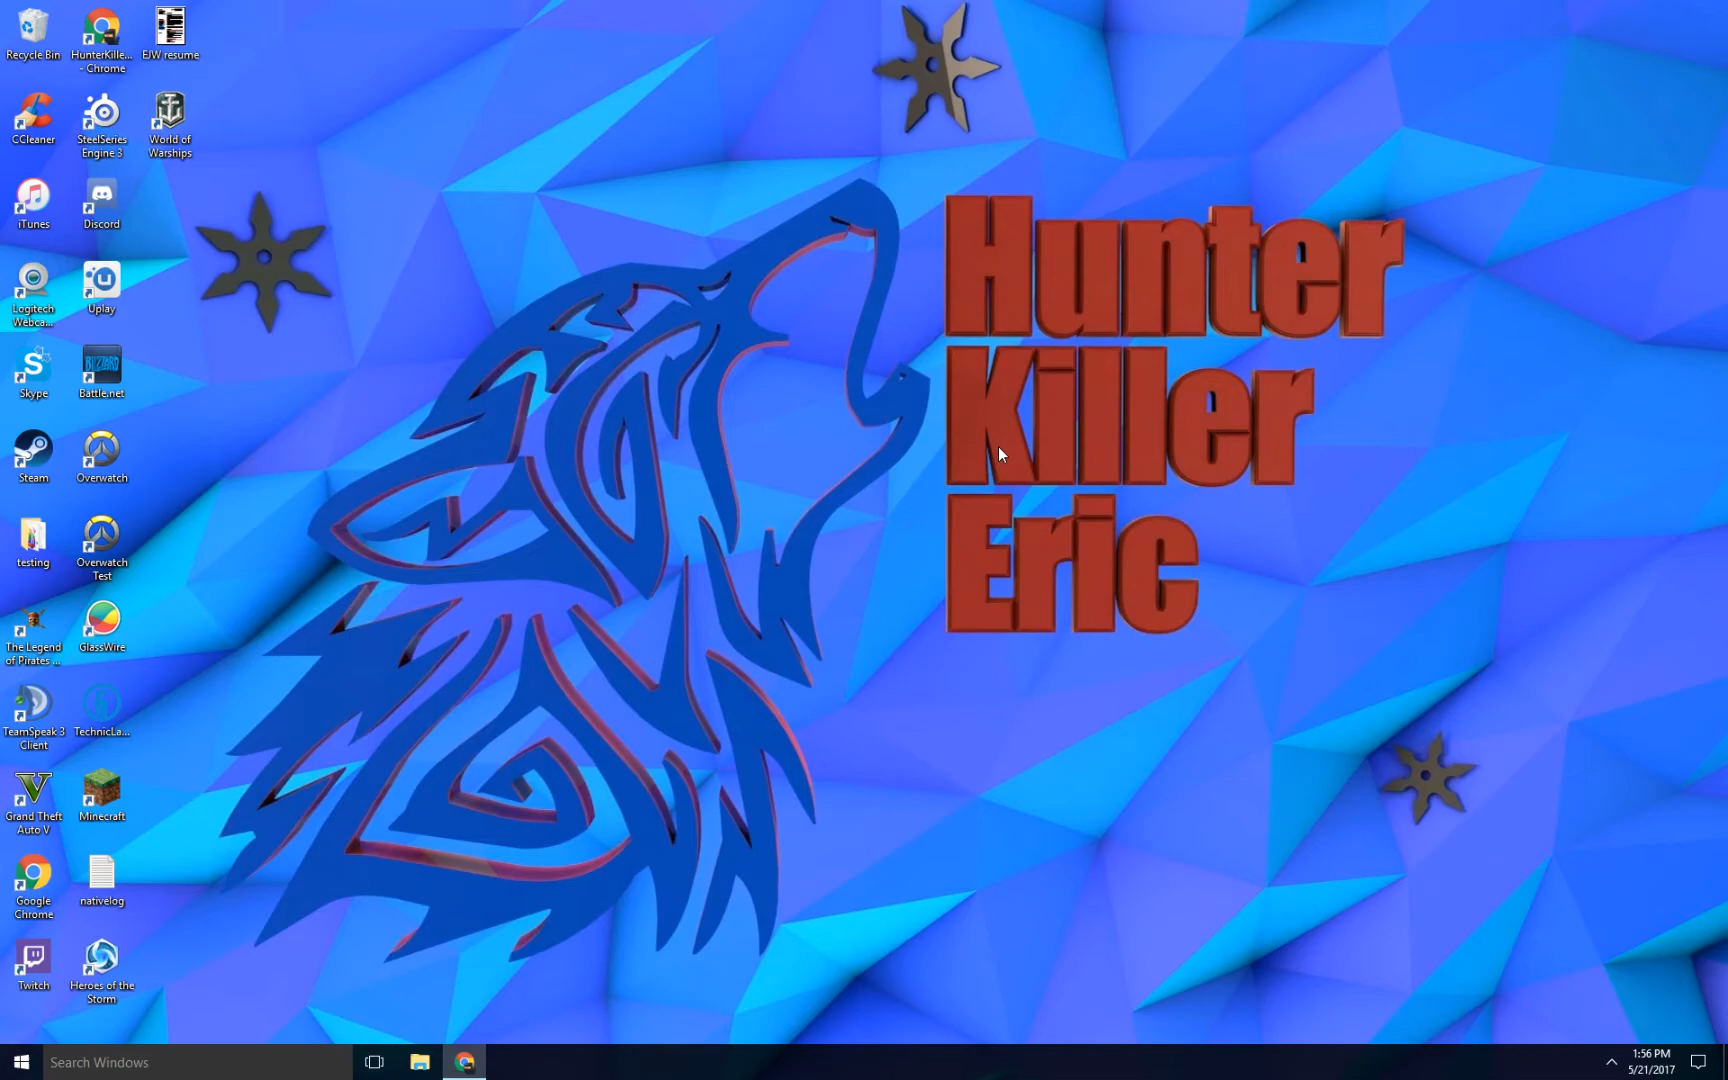 Recycle Bin
HunterKille...
- Chrome
EJW resume
CCleaner
SteelSeries
Engine 3
World of
Warships
iTunes
Discord
Logitech
Webca...
Uplay
Skype
BLIZZARD
Battle.net
Steam
Overwatch
testing
Overwatch
Test
The Legend
of Pirates ...
GlassWire
TeamSpeak 3
Client
TechnicLa...
Grand Theft
Auto V
Minecraft
Google
Chrome
nativelog
Twitch
Heroes of the
Storm
Hunter
Killer
Eric
Search Windows
1:56 PM
5/21/2017